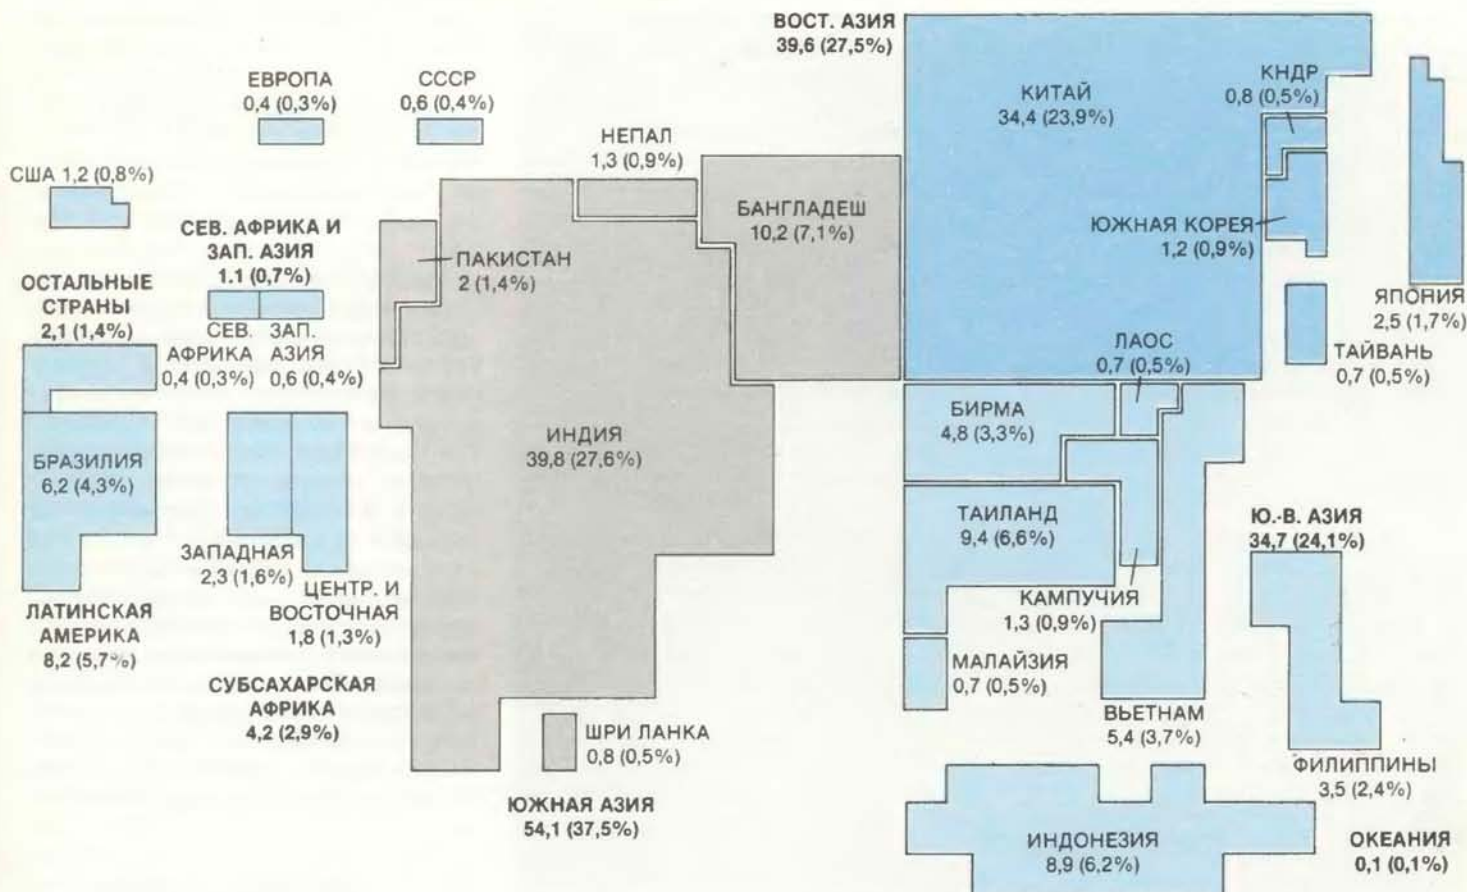 ВОСТ. АЗИЯ
39,6 (27,5%)
ЕВРОПА
0,4 (0,3%)
СССР
0,6 (0,4%)
НЕПАЛ
1,3 (0,9%)
КИТАЙ
34,4 (23,9%)
КНДР
0,8 (0,5%)
США 1,2 (0,8%)
СЕВ. АФРИКА И
ЗАП. АЗИЯ
1.1 (0,7%)
СЕВ.
АФРИКА
0,4 (0,3%)
ЗАП.
АЗИЯ
0,6 (0,4%)
ПАКИСТАН
2 (1,4%)
БАНГЛАДЕШ
10,2 (7,1%)
ЮЖНАЯ КОРЕЯ
1,2 (0,9%)
ЯПОНИЯ
2,5 (1,7%)
ТАЙВАНЬ
0,7 (0,5%)
ОСТАЛЬНЫЕ
СТРАНЫ
2,1 (1,4%)
БРАЗИЛИЯ
6,2 (4,3%)
ЛАТИНСКАЯ
АМЕРИКА
8,2 (5,7%)
ЗАПАДНАЯ
2,3 (1,6%)
ЦЕНТР. И
ВОСТОЧНАЯ
1,8 (1,3%)
СУБСАХАРСКАЯ
АФРИКА
4,2 (2,9%)
ИНДИЯ
39,8 (27,6%)
ШРИ ЛАНКА
0,8 (0,5%)
ЮЖНАЯ АЗИЯ
54,1 (37,5%)
ЛАОС
0,7 (0,5%)
БИРМА
4,8 (3,3%)
ТАИЛАНД
9,4 (6,6%)
КАМПУЧИЯ
1,3 (0,9%)
МАЛАЙЗИЯ
0,7 (0,5%)
ВЬЕТНАМ
5,4 (3,7%)
Ю.-В. АЗИЯ
34,7 (24,1%)
ФИЛИППИНЫ
3,5 (2,4%)
ИНДОНЕЗИЯ
8,9 (6,2%)
ОКЕАНИЯ
0,1 (0,1%)